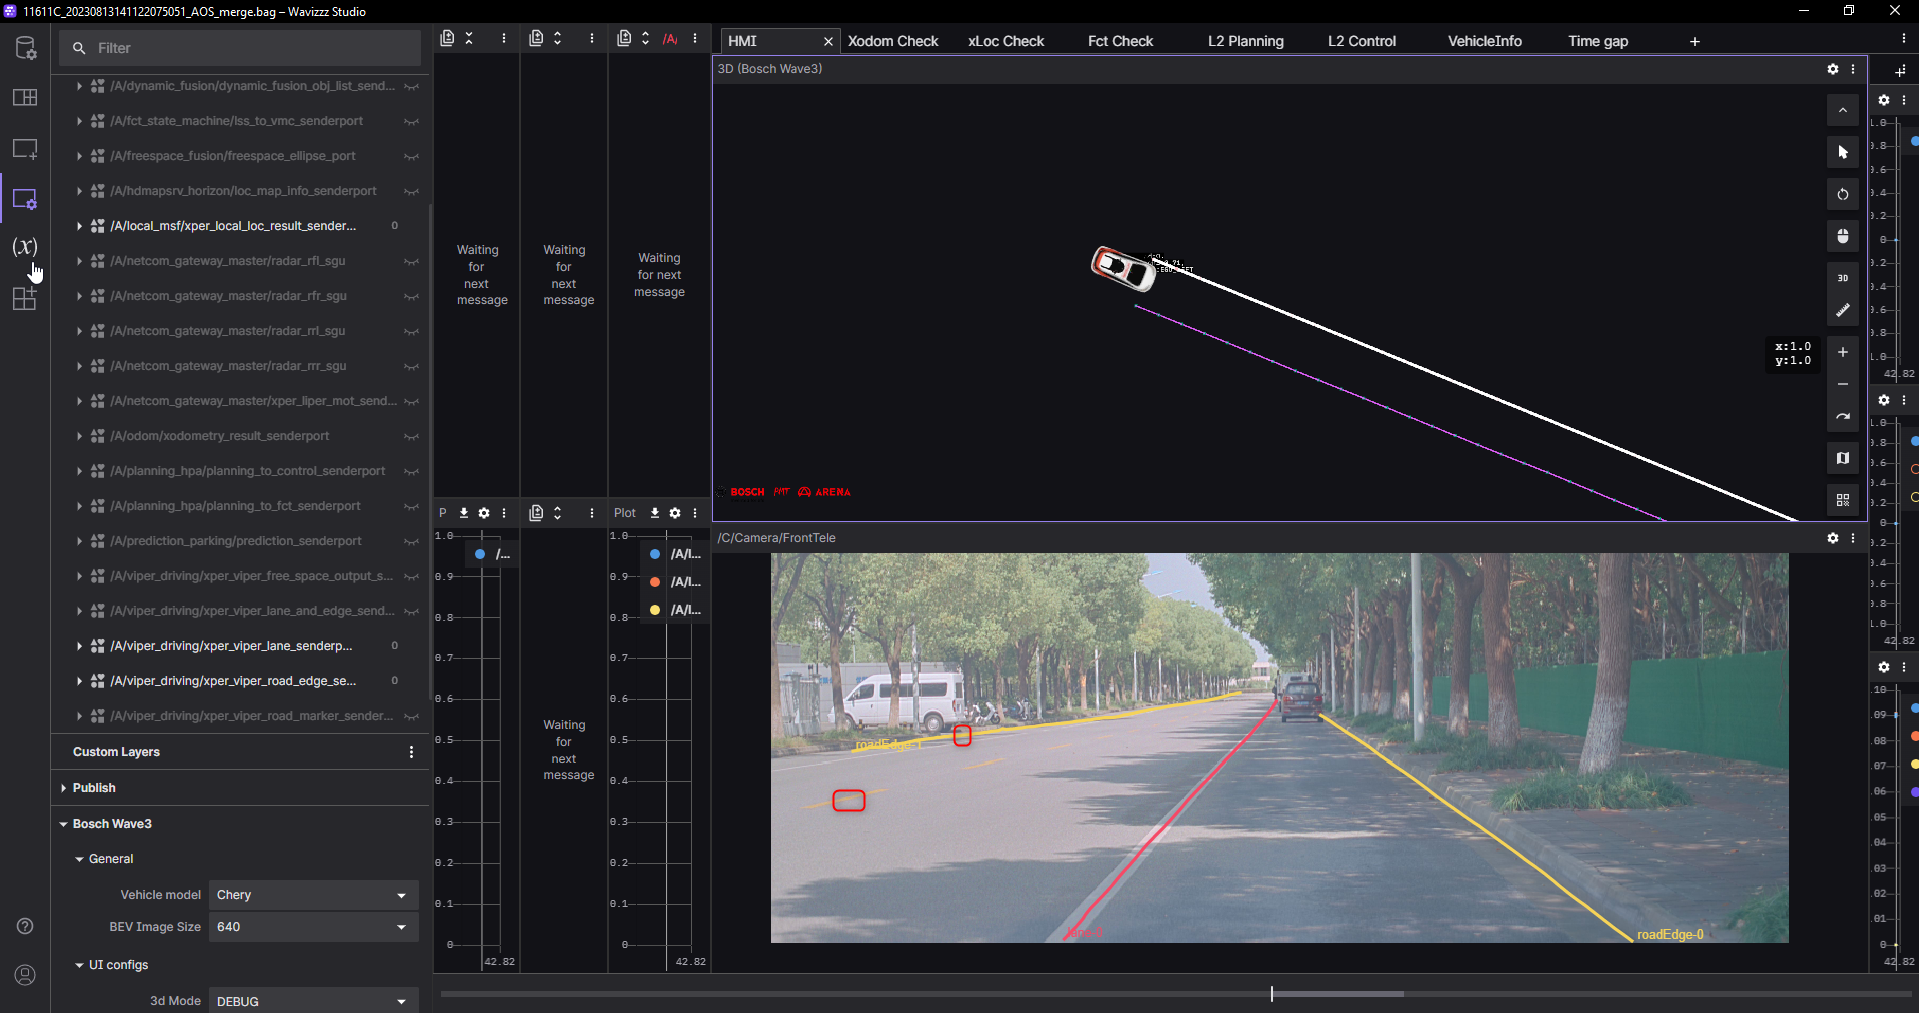 11611C_20230813141122075051_AOS_merge.bag – Wavizzz Studio
Filter
/A/dynamic_fusion/dynamic_fusion_obj_list_send...
/A/fct_state_machine/lss_to_vmc_senderport
/A/freespace_fusion/freespace_ellipse_port
/A/hdmapsrv_horizon/loc_map_info_senderport
/A/local_msf/xper_local_loc_result_sender... 0
/A/netcom_gateway_master/radar_rfl_sgu
/A/netcom_gateway_master/radar_rfr_sgu
/A/netcom_gateway_master/radar_rrl_sgu
/A/netcom_gateway_master/radar_rrr_sgu
/A/netcom_gateway_master/xper_liper_mot_send...
/A/odom/xodometry_result_senderport
/A/planning_hpa/planning_to_control_senderport
/A/planning_hpa/planning_to_fct_senderport
/A/prediction_parking/prediction_senderport
/A/viper_driving/xper_viper_free_space_output_s...
/A/viper_driving/xper_viper_lane_and_edge_send...
/A/viper_driving/xper_viper_lane_senderp... 0
/A/viper_driving/xper_viper_road_edge_se... 0
/A/viper_driving/xper_viper_road_marker_sender...
Custom Layers
Publish
Bosch Wave3
General
Vehicle model Chery
BEV Image Size 640
UI configs
3d Mode DEBUG
(x)
/A/
Waiting
for
next
message
Waiting
for
next
message
Waiting
for next
message
P
/...
1.0
0.9
0.8
0.7
0.6
0.5
0.4
0.3
0.2
0.1
0
42.82
Waiting
for
next
message
Plot
/A/l...
/A/l...
/A/l...
1.0
0.9
0.8
0.7
0.6
0.5
0.4
0.3
0.2
0.1
0
42.82
HMI
Xodom Check
xLoc Check
Fct Check
L2 Planning
L2 Control
VehicleInfo
Time gap
3D (Bosch Wave3)
3D
x:1.0
y:1.0
BOSCH ARENA
/C/Camera/FrontTele
roadEdge-1
lane-0
roadEdge-0
42.82
42.82
42.82